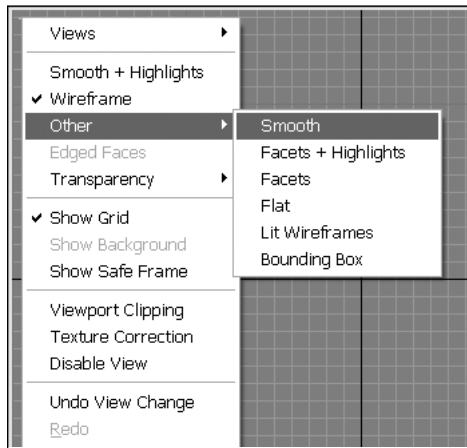 Views
Smooth + Highlights
Wireframe
Other
Edged Faces
Transparency
Show Grid
Show Background
Show Safe Frame
Viewport Clipping
Texture Correction
Disable View
Undo View Change
Redo
Smooth
Facets + Highlights
Facets
Flat
Lit Wireframes
Bounding Box